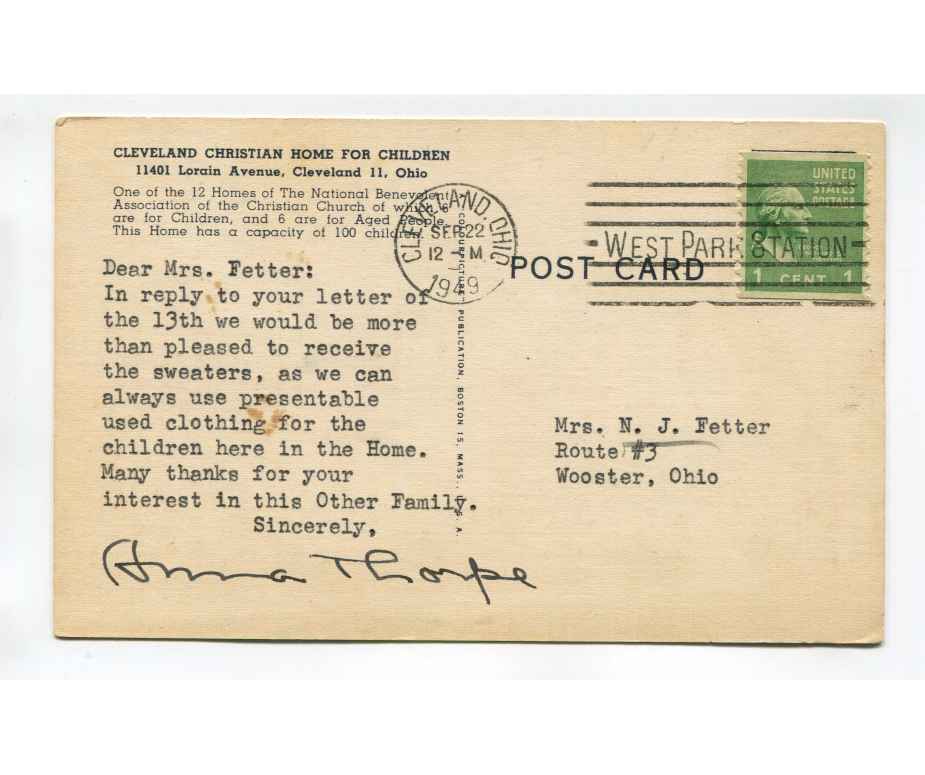 CLEVELAND CHRISTIAN HOME FOR CHILDREN
11401 Lorain Avenue, Cleveland 11, Ohio
One of the 12 Homes of The National Benevolent
Association of the Christian Church of which 6
are for Children, and 6 are for Aged People.
This Home has a capacity of 100 children.
Dear Mrs. Fetter:
In reply to your letter of
the 13th we would be more
than pleased to receive
the sweaters, as we can
always use presentable
used clothing for the
children here in the Home.
Many thanks for your
interest in this Other Family.
Sincerely,
Anna Thorpe
COLOURPICTURE PUBLICATION, BOSTON 15, MASS., U.S.A.
CLEVELAND, OHIO
SEP 22
12 M
1949
WEST PARK STATION
UNITED
STATES
POSTAGE
1 CENT 1
POST CARD
Mrs. N. J. Fetter
Route #3
Wooster, Ohio